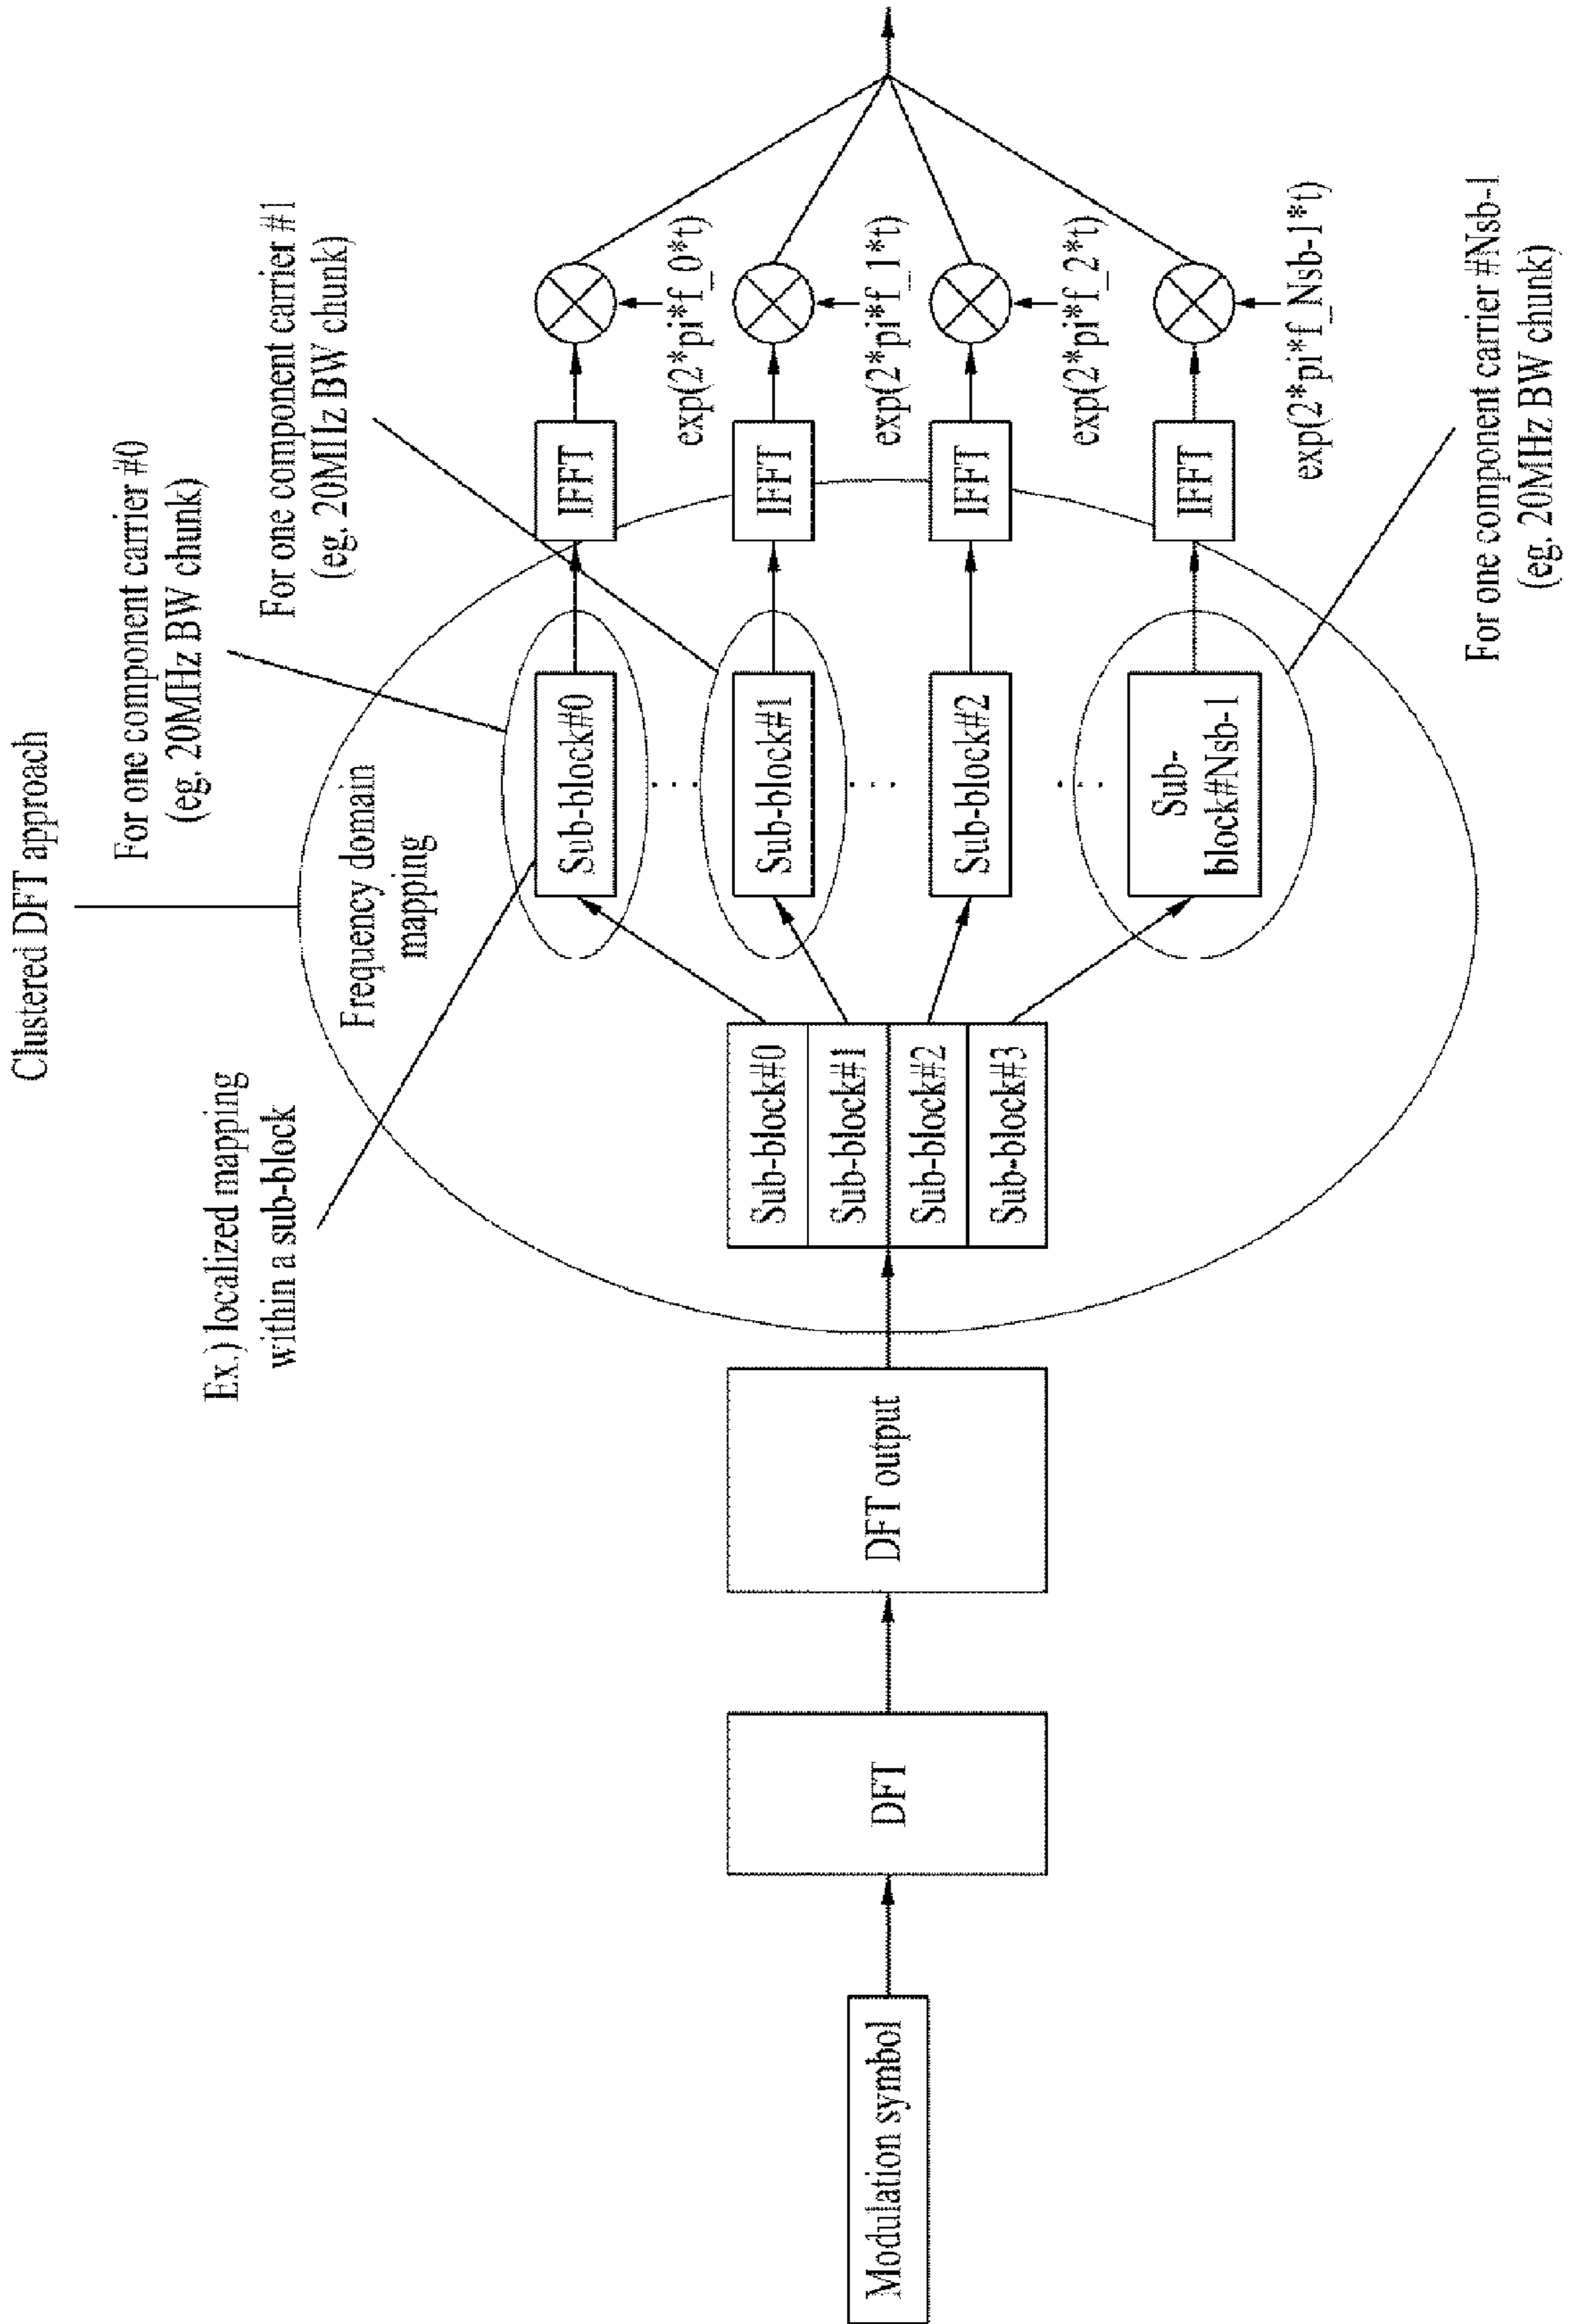 Clustered DFT approach
For one component carrier #0
(eg. 20MHz BW chunk)
For one component carrier #1
(eg. 20MHz BW chunk)
Ex.) localized mapping
within a sub-block
Frequency domain
mapping
Modulation symbol
DFT
DFT output
Sub-block#0
Sub-block#1
Sub-block#2
Sub-block#3
Sub-block#0
IFFT
exp(2*pi*f_0*t)
...
Sub-block#1
IFFT
exp(2*pi*f_1*t)
...
Sub-block#2
IFFT
exp(2*pi*f_2*t)
...
Sub-
block#Nsb-1
IFFT
exp(2*pi*f_Nsb-1*t)
For one component carrier #Nsb-1
(eg. 20MHz BW chunk)